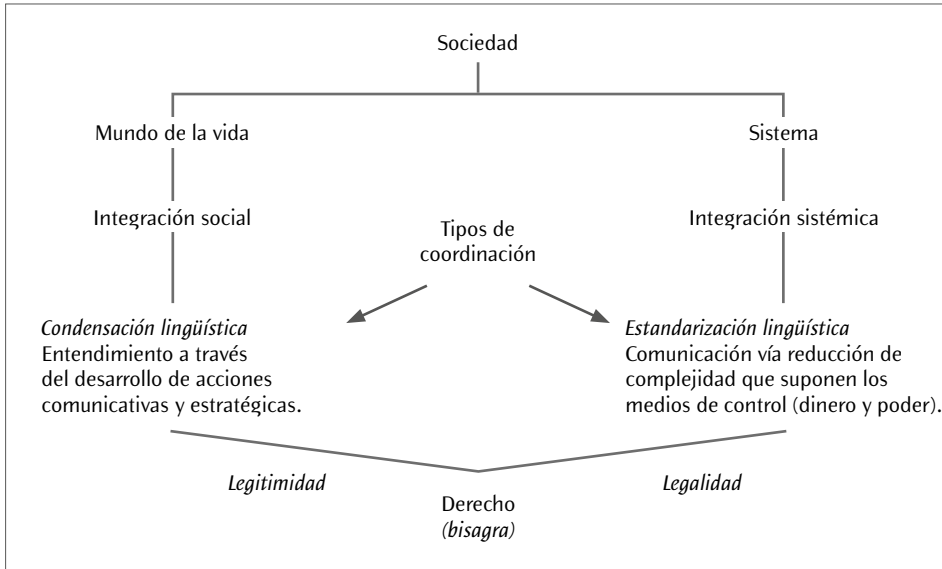 Sociedad
Mundo de la vida
Sistema
Integración social
Integración sistémica
Tipos de
coordinación
Condensación lingüística
Entendimiento a través
del desarrollo de acciones
comunicativas y estratégicas.
Estandarización lingüística
Comunicación vía reducción de
complejidad que suponen los
medios de control (dinero y poder).
Legitimidad
Legalidad
Derecho
(bisagra)